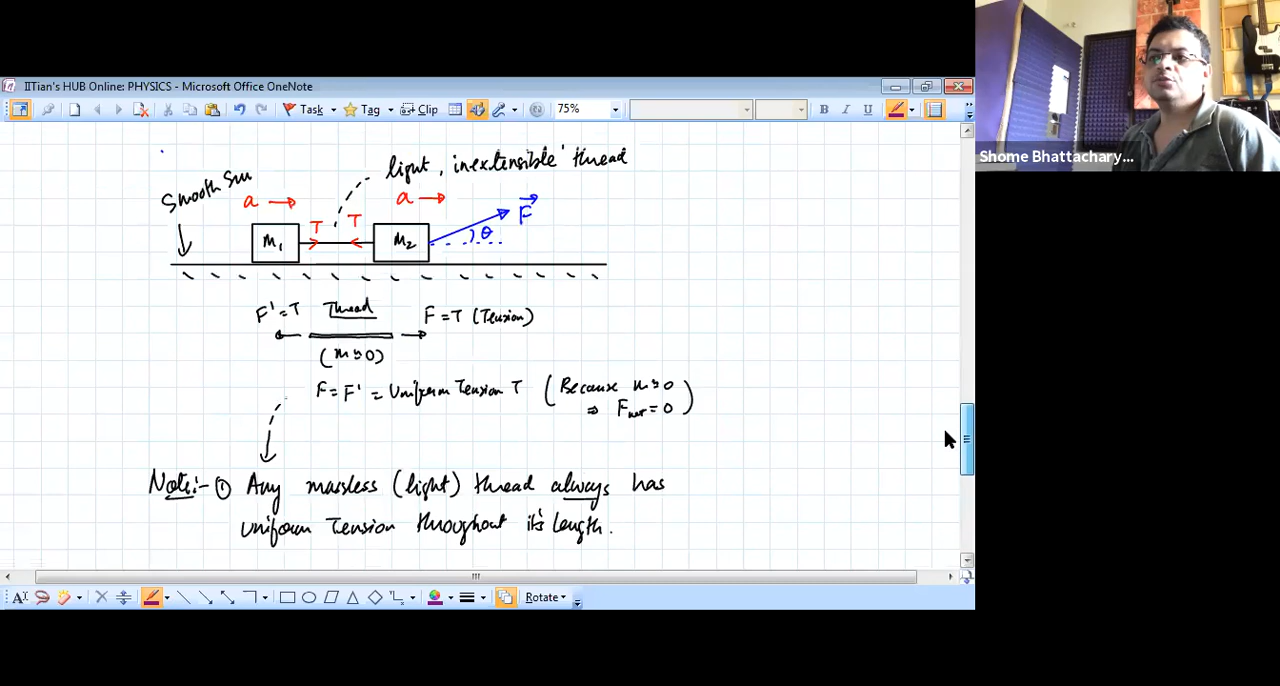 IITian's HUB Online: PHYSICS - Microsoft Office OneNote
Task Tag Clip 75% B I U
Shome Bhattachary...
light, inextensible thread
Smooth Sur
a → a →
T T
F
θ
m₁ m₂
F' = T Thread F = T (Tension)
(m ≈ 0)
F = F' = Uniform Tension T (Because m ≈ 0
⇒ Fnet = 0)
Note:- ① Any massless (light) thread always has
uniform Tension throughout it's length.
A Rotate